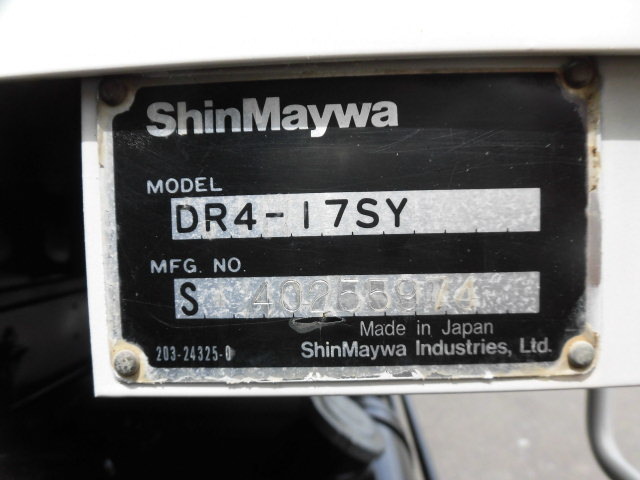 ShinMaywa
MODEL
DR4-17SY
MFG. NO.
S
Made in Japan
203-24325-0
ShinMaywa Industries, Ltd.